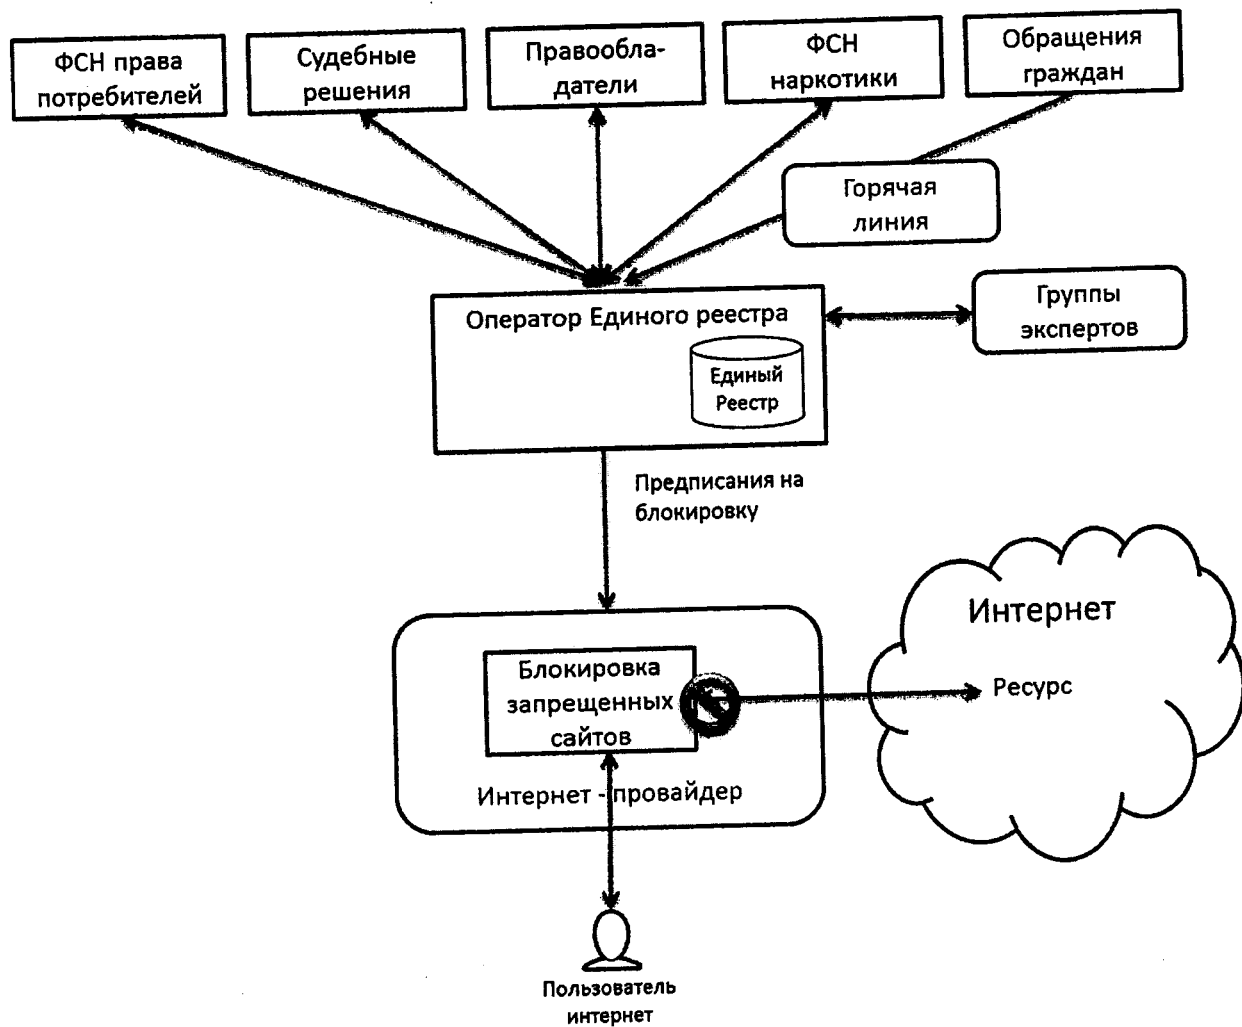 ФСН права
потребителей
Судебные
решения
Правообла-
датели
ФСН
наркотики
Обращения
граждан
Горячая
линия
Оператор Единого реестра
Единый
Реестр
Группы
экспертов
Предписания на
блокировку
Интернет
Ресурс
Блокировка
запрещенных
сайтов
Интернет - провайдер
Пользователь
интернет